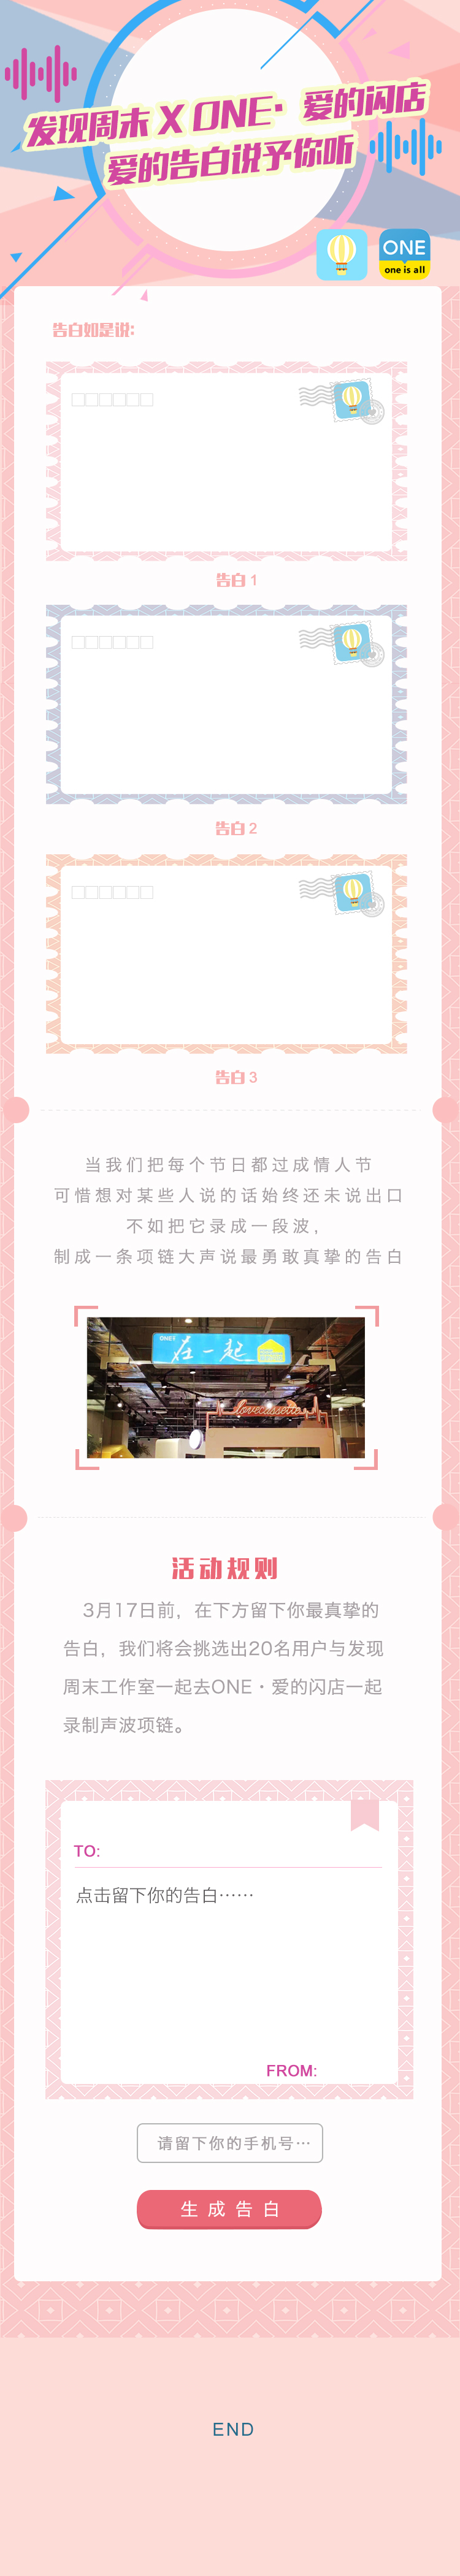 发现周末 X ONE·爱的闪店
爱的告白说予你听
ONE
one is all
告白如是说:
告白 1
告白 2
告白 3
当我们把每个节日都过成情人节
可惜想对某些人说的话始终还未说出口
不如把它录成一段波，
制成一条项链大声说最勇敢真挚的告白
ONE
在一起
lovecassette
活动规则
3月17日前，在下方留下你最真挚的
告白，我们将会挑选出20名用户与发现
周末工作室一起去ONE·爱的闪店一起
录制声波项链。
TO:
点击留下你的告白······
FROM:
请留下你的手机号···
生成告白
END